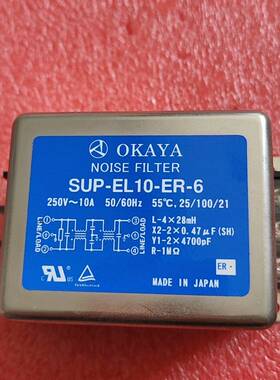 OKAYA
NOISE FILTER
SUP-EL10-ER-6
250V~10A 50/60Hz 55℃, 25/100/21
LINE/LOAD
LINE/LOAD
L-4×28mH
X2-2×0.47μF(SH)
Y1-2×4700pF
R-1MΩ
ER-
MADE IN JAPAN